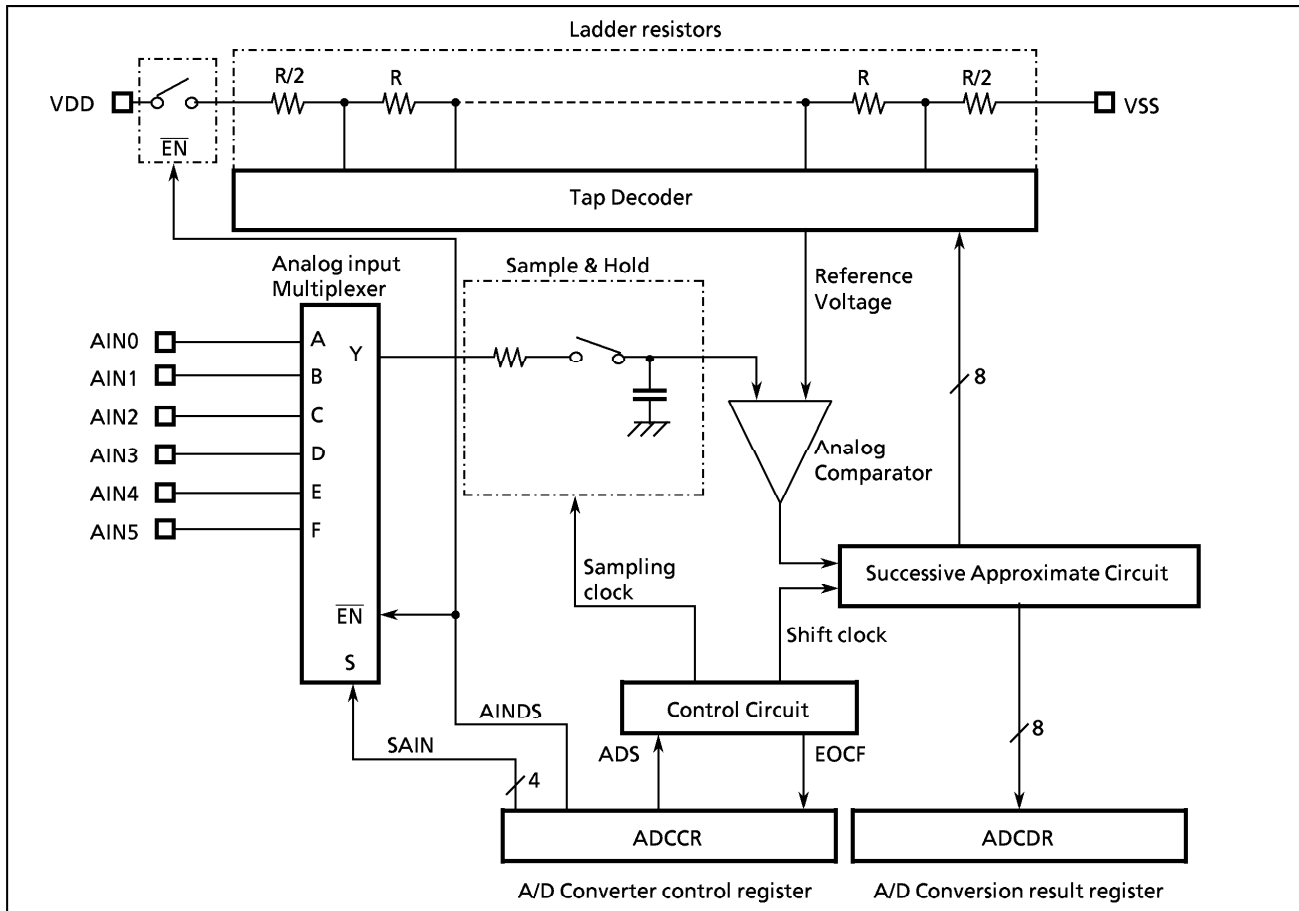 Ladder resistors
R/2
R
R
R/2
VDD
VSS
EN
Tap Decoder
Analog input
Multiplexer
Sample & Hold
Reference
Voltage
AIN0
AIN1
AIN2
AIN3
AIN4
AIN5
A
B
C
D
E
F
Y
8
Analog
Comparator
Sampling
clock
Successive Approximate Circuit
EN
S
Shift clock
AINDS
Control Circuit
SAIN
4
ADS
EOCF
8
ADCCR
ADCDR
A/D Converter control register
A/D Conversion result register